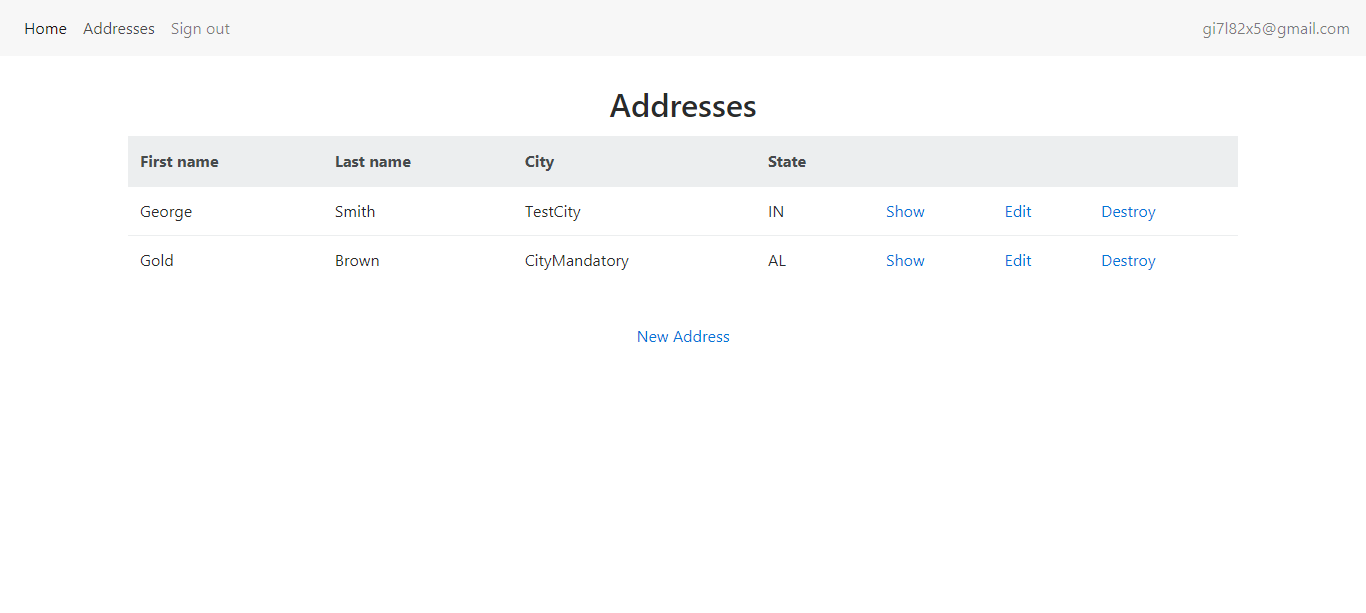 Home Addresses Sign out gi7l82x5@gmail.com
Addresses
First name Last name City State
George Smith TestCity IN Show Edit Destroy
Gold Brown CityMandatory AL Show Edit Destroy
New Address